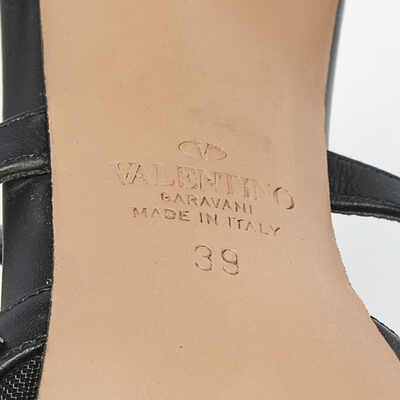 V
VALENTINO
GARAVANI
MADE IN ITALY
39